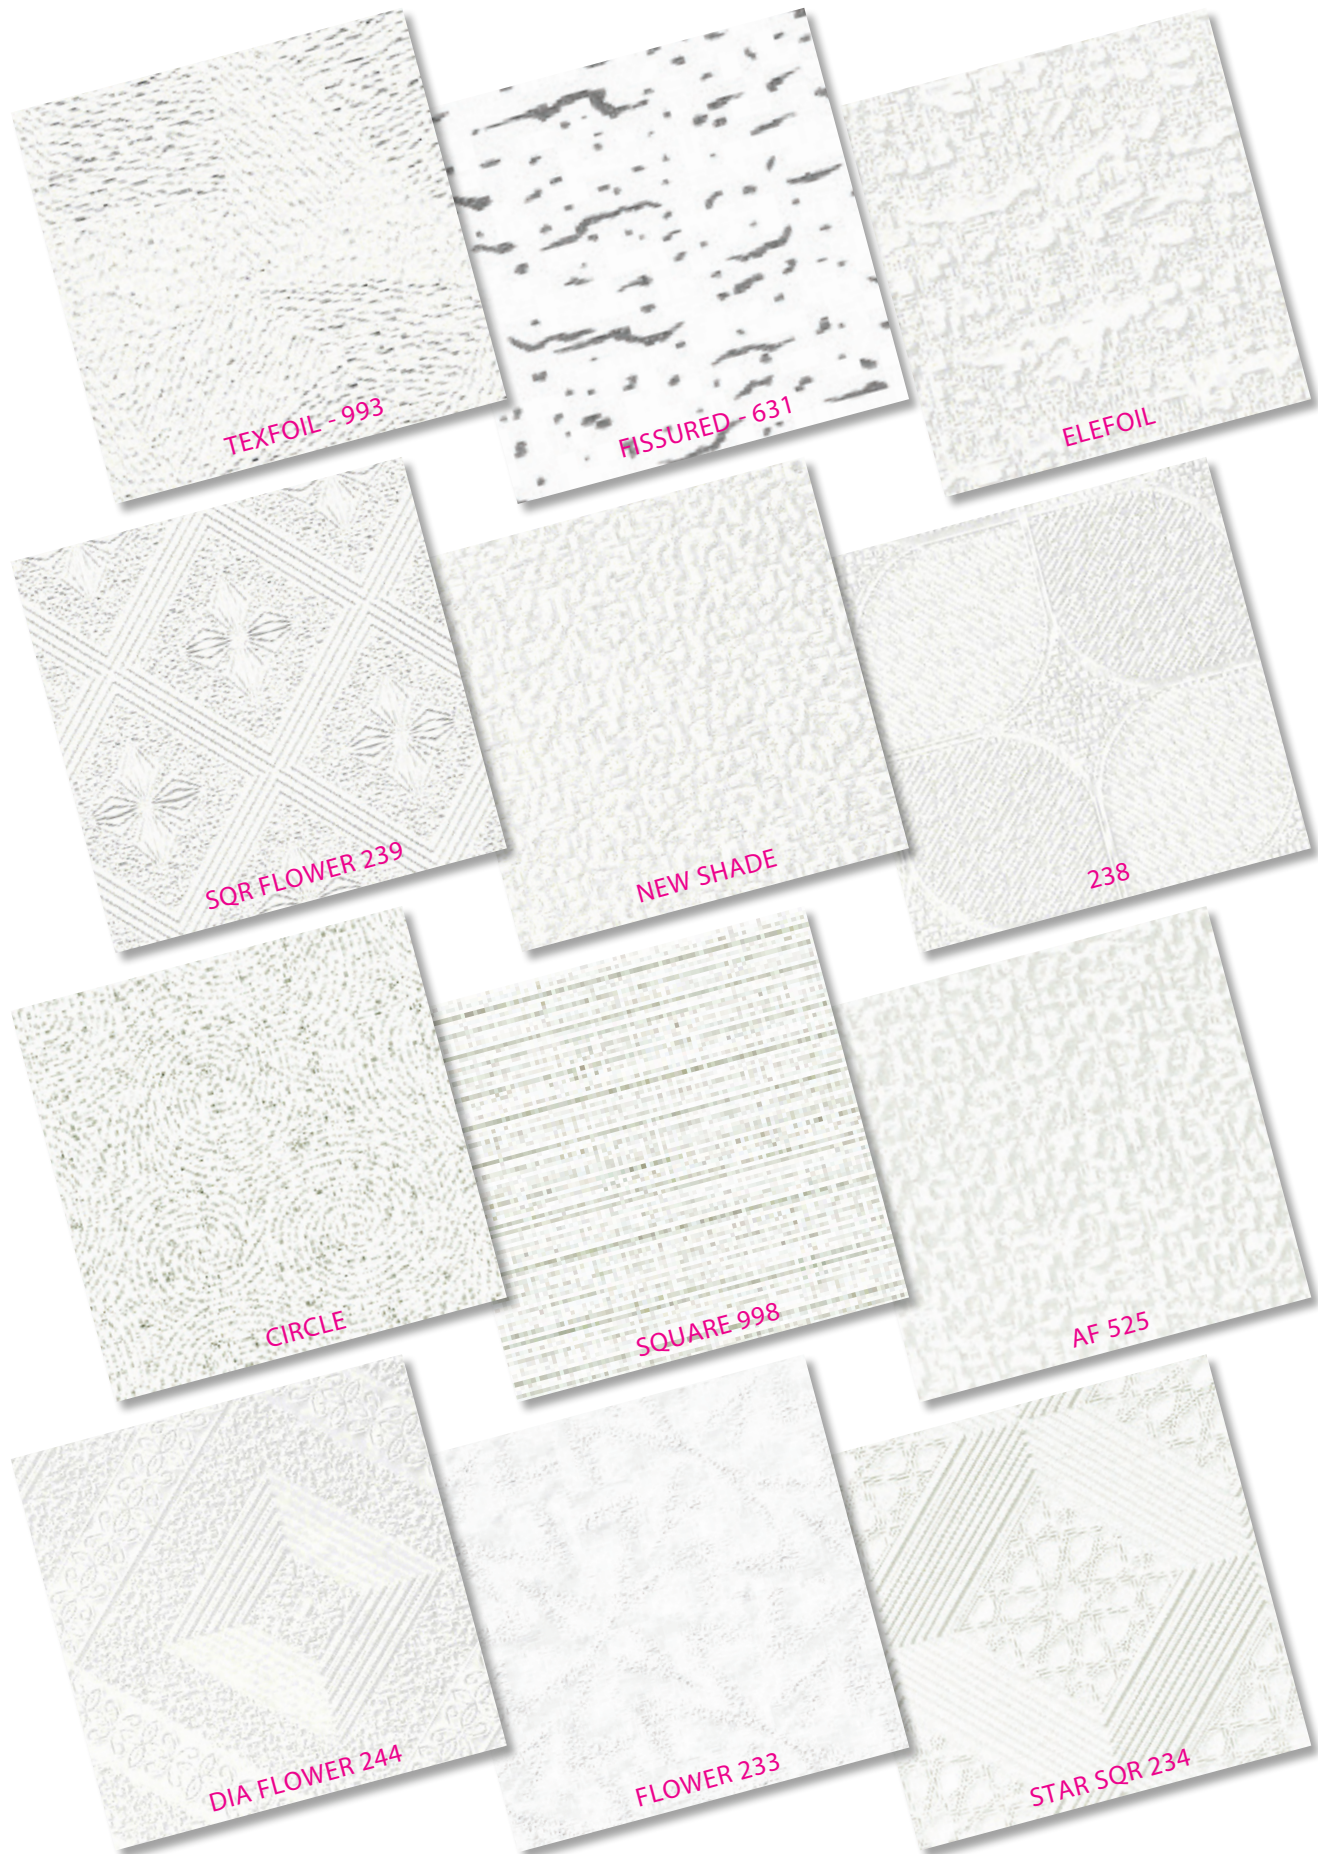 TEXFOIL - 993
FISSURED - 631
ELEFOIL
SQR FLOWER 239
NEW SHADE
238
CIRCLE
SQUARE 998
AF 525
DIA FLOWER 244
FLOWER 233
STAR SQR 234